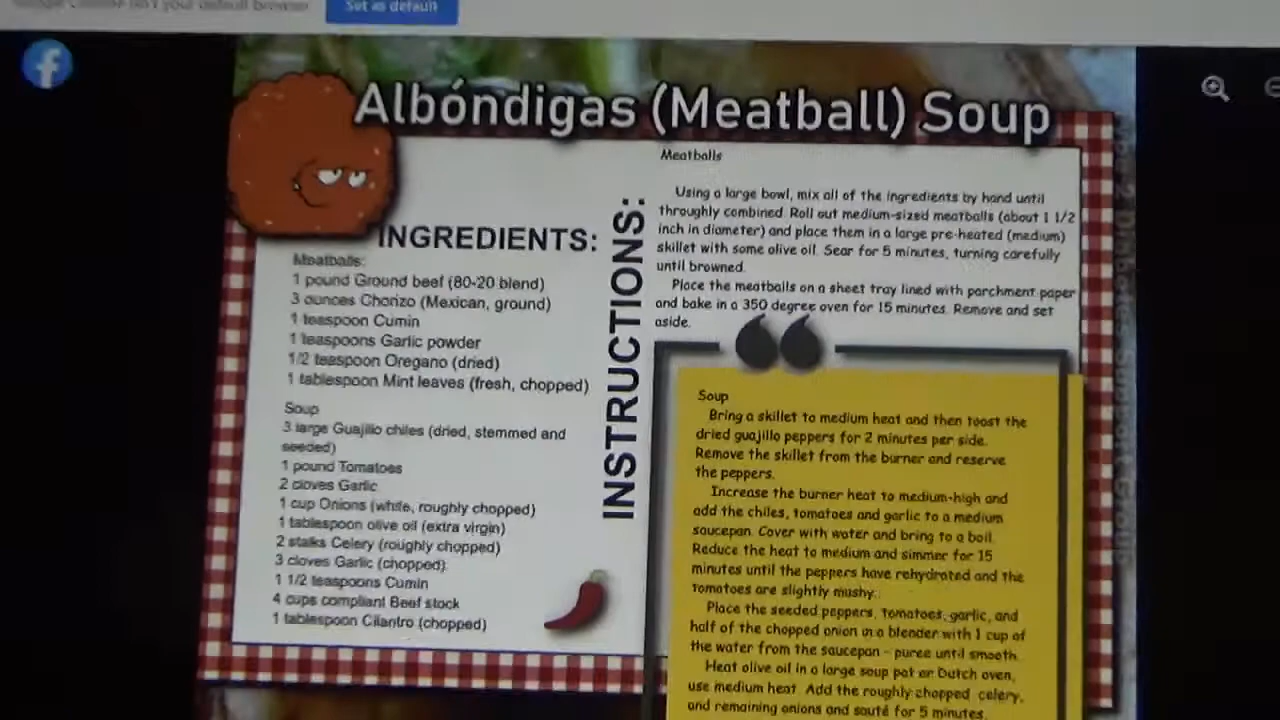 Set as default
Albóndigas (Meatball) Soup
INGREDIENTS:
Meatballs:
1 pound Ground beef (80-20 blend)
3 ounces Chorizo (Mexican, ground)
1 teaspoon Cumin
1 teaspoons Garlic powder
1/2 teaspoon Oregano (dried)
1 tablespoon Mint leaves (fresh, chopped)
Soup
3 large Guajillo chiles (dried, stemmed and
seeded)
1 pound Tomatoes
2 cloves Garlic
1 cup Onions (white, roughly chopped)
1 tablespoon olive oil (extra virgin)
2 stalks Celery (roughly chopped)
3 cloves Garlic (chopped)
1 1/2 teaspoons Cumin
4 cups compliant Beef stock
1 tablespoon Cilantro (chopped)
INSTRUCTIONS:
Meatballs
Using a large bowl, mix all of the ingredients by hand until
throughly combined. Roll out medium-sized meatballs (about 1 1/2
inch in diameter) and place them in a large pre-heated (medium)
skillet with some olive oil. Sear for 5 minutes, turning carefully
until browned.
Place the meatballs on a sheet tray lined with parchment paper
and bake in a 350 degree oven for 15 minutes. Remove and set
aside.
Soup
Bring a skillet to medium heat and then toast the
dried guajillo peppers for 2 minutes per side.
Remove the skillet from the burner and reserve
the peppers.
Increase the burner heat to medium-high and
add the chiles, tomatoes and garlic to a medium
saucepan. Cover with water and bring to a boil.
Reduce the heat to medium and simmer for 15
minutes until the peppers have rehydrated and the
tomatoes are slightly mushy.
Place the seeded peppers, tomatoes, garlic, and
half of the chopped onion in a blender with 1 cup of
the water from the saucepan - puree until smooth.
Heat olive oil in a large soup pot or Dutch oven,
use medium heat. Add the roughly chopped celery,
and remaining onions and sauté for 5 minutes.